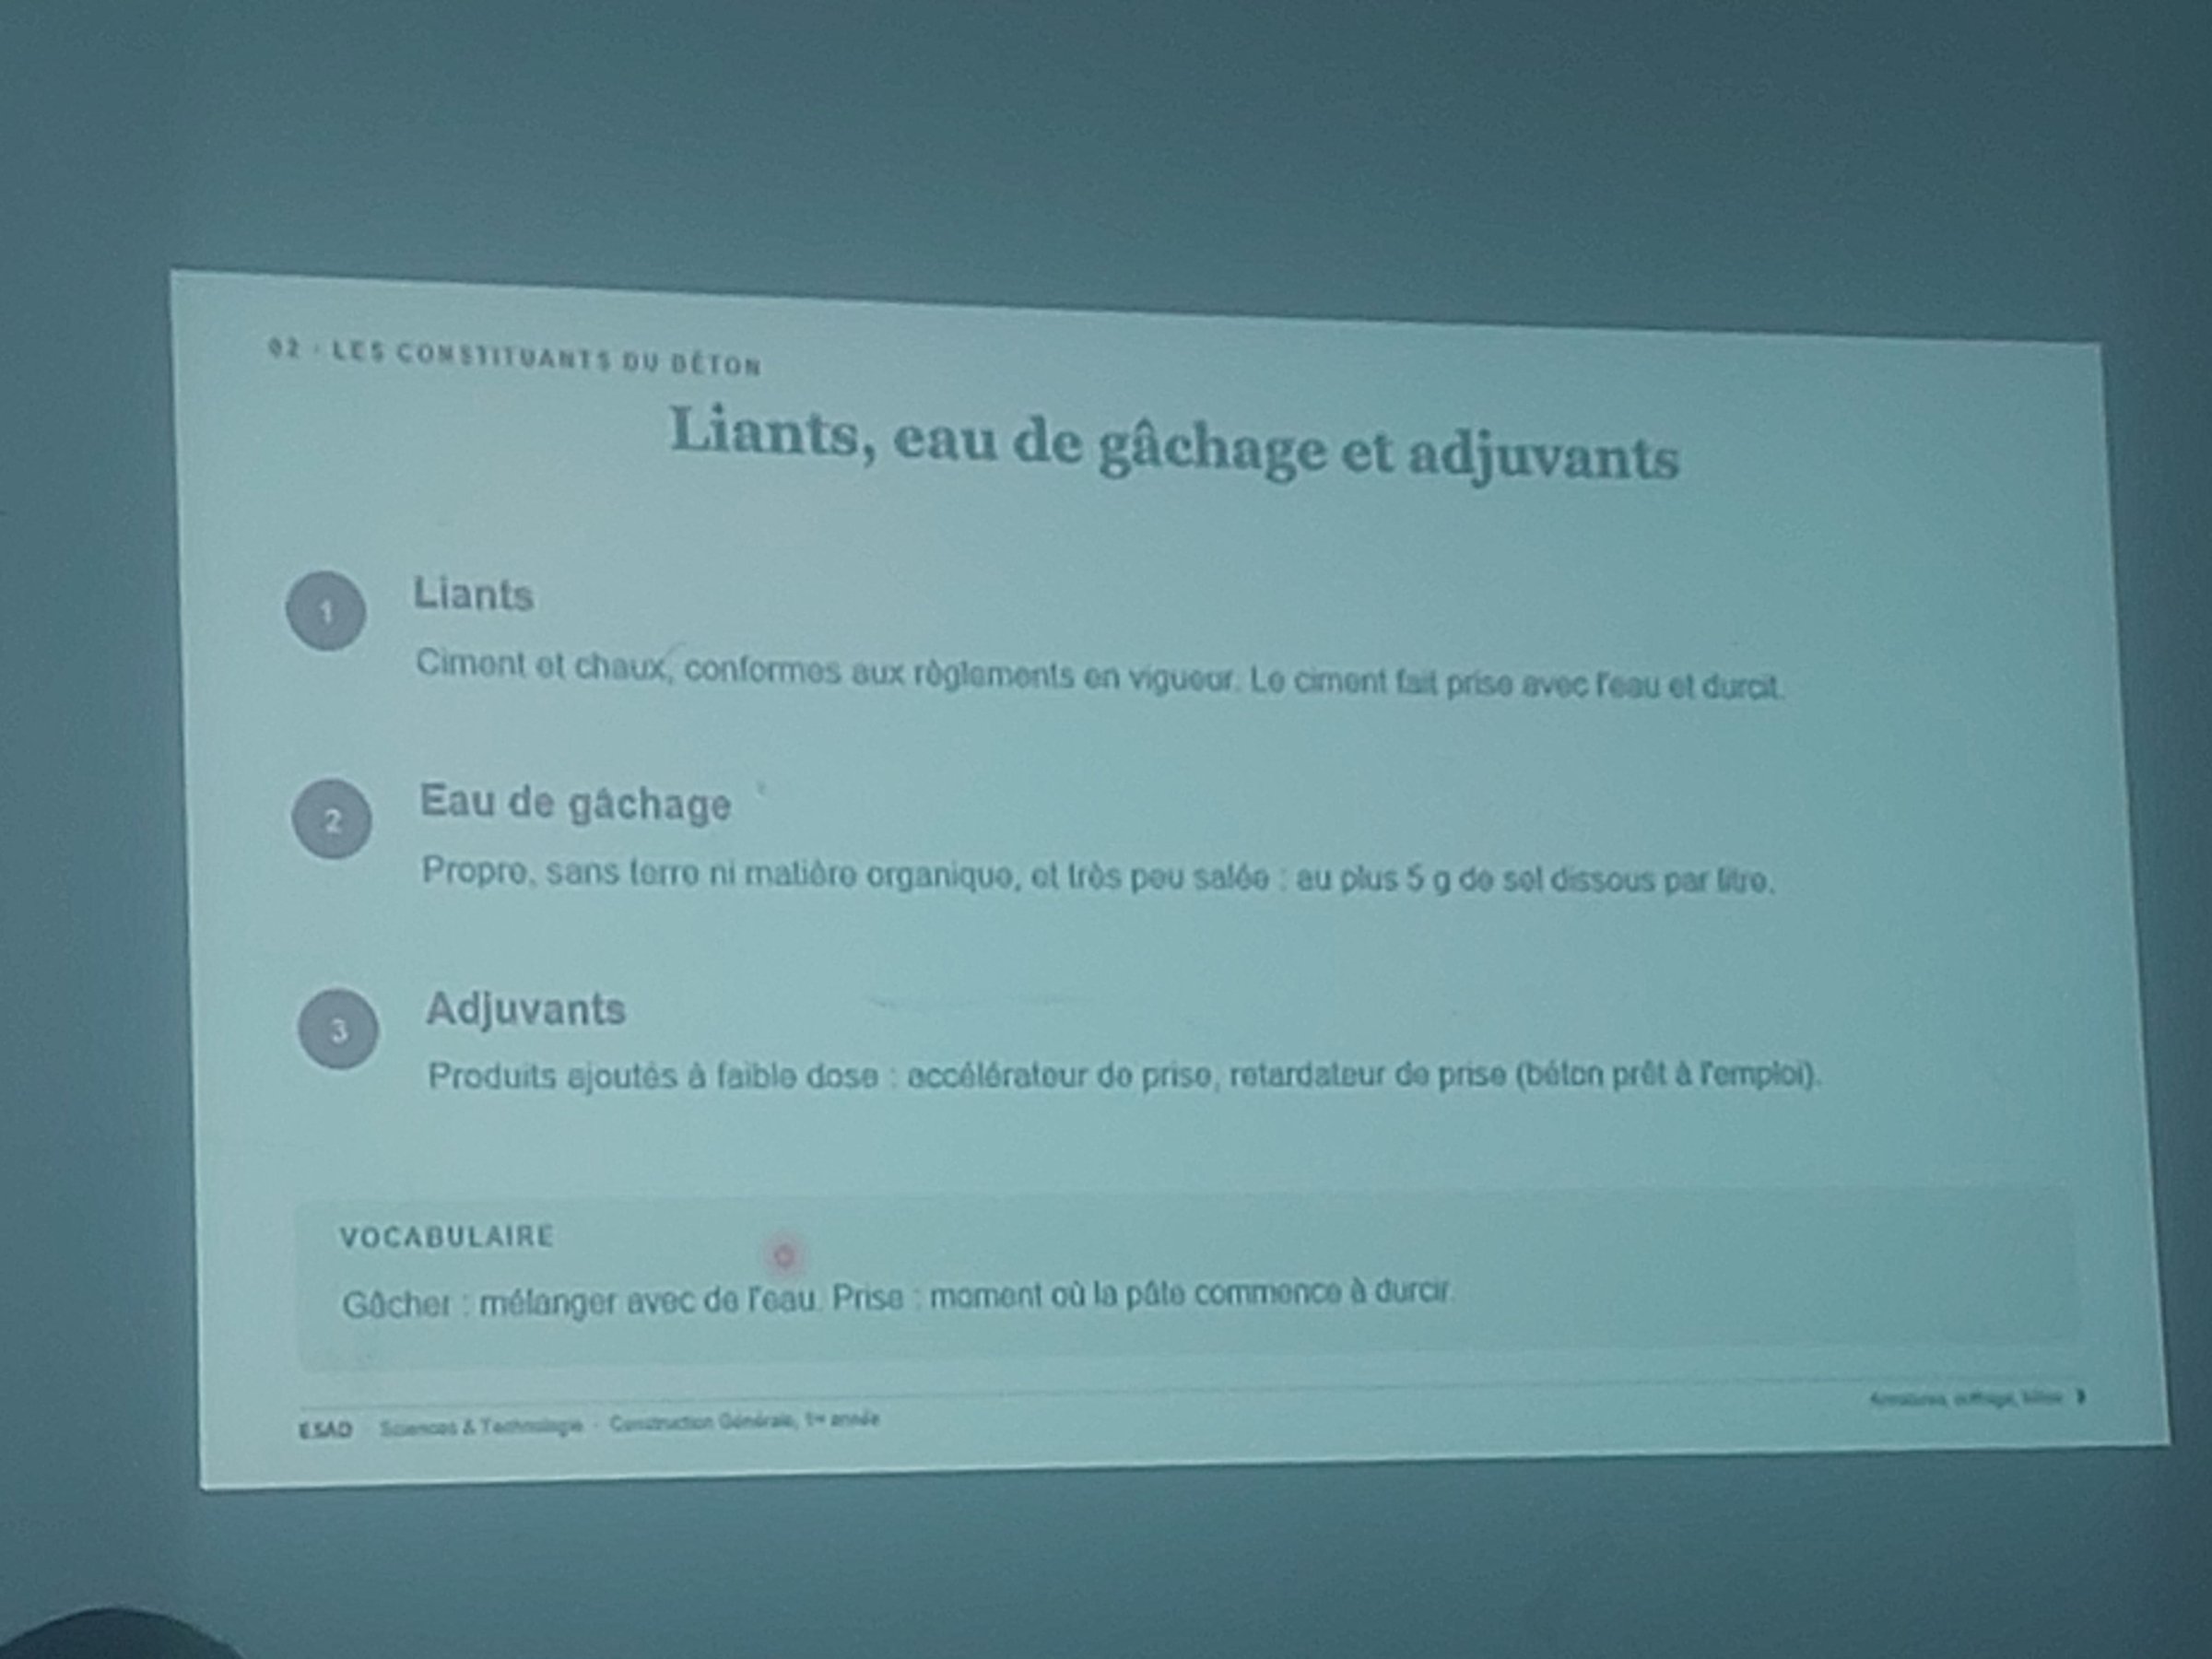 02 · LES CONSTITUANTS DU BÉTON
Liants, eau de gâchage et adjuvants
1
Liants
Ciment et chaux, conformes aux règlements en vigueur. Le ciment fait prise avec l'eau et durcit.
2
Eau de gâchage
Propre, sans terre ni matière organique, et très peu salée : au plus 5 g de sel dissous par litre.
3
Adjuvants
Produits ajoutés à faible dose : accélérateur de prise, retardateur de prise (béton prêt à l'emploi).
VOCABULAIRE
Gâcher : mélanger avec de l'eau. Prise : moment où la pâte commence à durcir.
ESAD Sciences & Technologie · Construction Générale, 1re année
Armatures, coffrage, béton